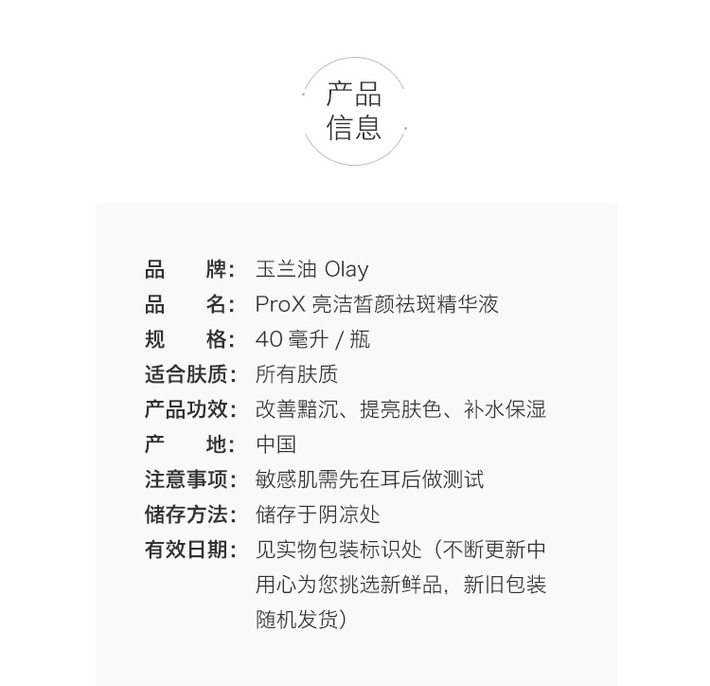 产品
信息
品 牌： 玉兰油 Olay
品 名： ProX 亮洁皙颜祛斑精华液
规 格： 40 毫升 / 瓶
适合肤质： 所有肤质
产品功效： 改善黯沉、提亮肤色、补水保湿
产 地： 中国
注意事项： 敏感肌需先在耳后做测试
储存方法： 储存于阴凉处
有效日期： 见实物包装标识处（不断更新中
用心为您挑选新鲜品，新旧包装
随机发货）